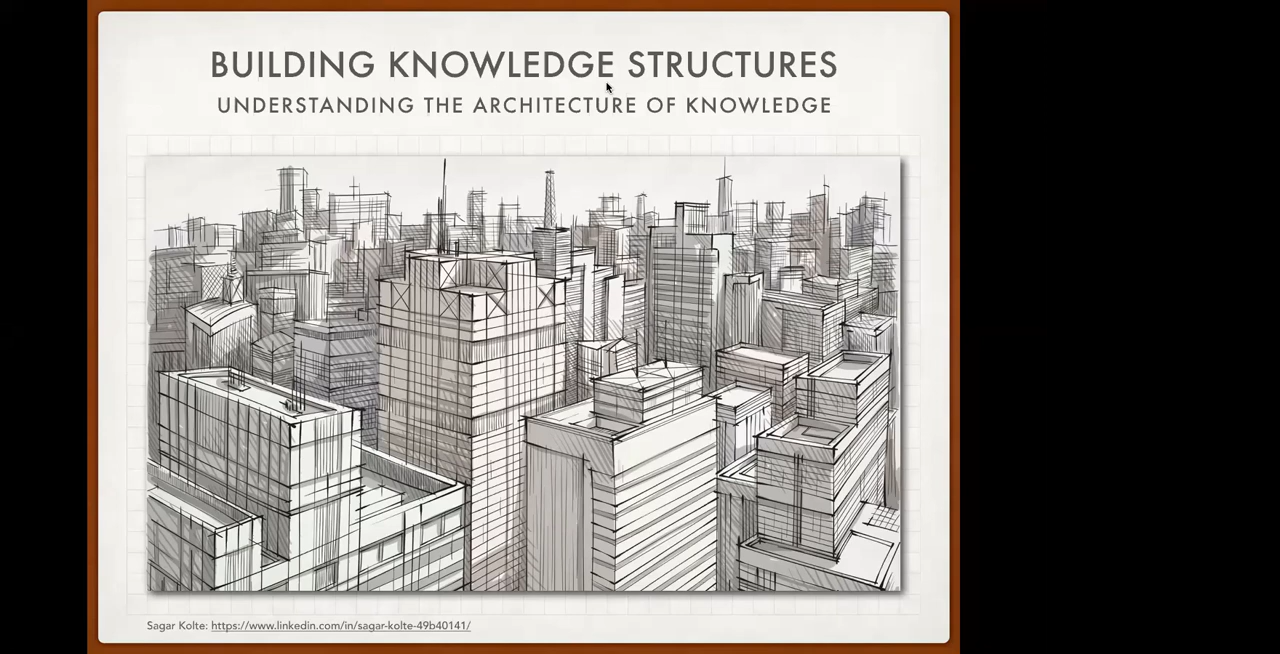 BUILDING KNOWLEDGE STRUCTURES
UNDERSTANDING THE ARCHITECTURE OF KNOWLEDGE
Sagar Kolte: https://www.linkedin.com/in/sagar-kolte-49b40141/